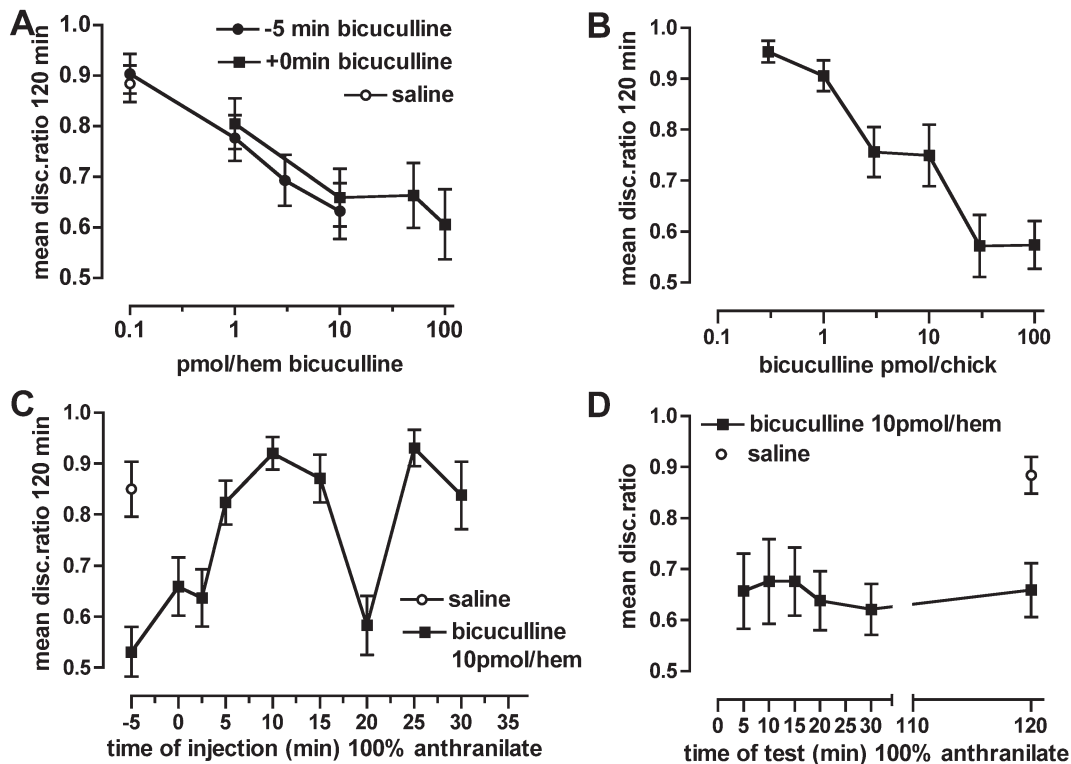 A
mean disc.ratio 120 min
1.0
0.9
0.8
0.7
0.6
0.5
-5 min bicuculline
+0min bicuculline
saline
0.1 1 10 100
pmol/hem bicuculline
B
mean disc.ratio 120 min
1.0
0.9
0.8
0.7
0.6
0.5
0.1 1 10 100
bicuculline pmol/chick
C
mean disc.ratio 120 min
1.0
0.9
0.8
0.7
0.6
0.5
saline
bicuculline
10pmol/hem
-5 0 5 10 15 20 25 30 35
time of injection (min) 100% anthranilate
D
mean disc.ratio
1.0
0.9
0.8
0.7
0.6
0.5
bicuculline 10pmol/hem
saline
0 5 10 15 20 25 30 110 120
time of test (min) 100% anthranilate